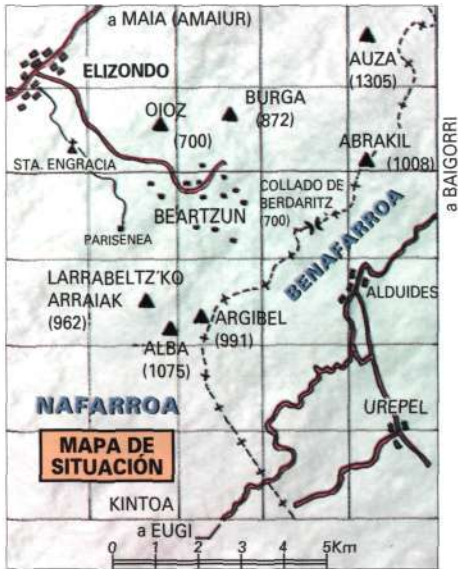 a MAIA (AMAIUR)
AUZA
(1305)
ELIZONDO
BURGA
(872)
OIOZ
(700)
ABRAKIL
(1008)
a BAIGORRI
STA. ENGRACIA
COLLADO DE
BERDARITZ
(700)
BEARTZUN
PARISENEA
BENAFARROA
LARRABELTZ'KO
ARRAIAK
(962)
ALDUIDES
ARGIBEL
(991)
ALBA
(1075)
NAFARROA
UREPEL
MAPA DE
SITUACIÓN
KINTOA
a EUGI
0 1 2 3 4 5Km